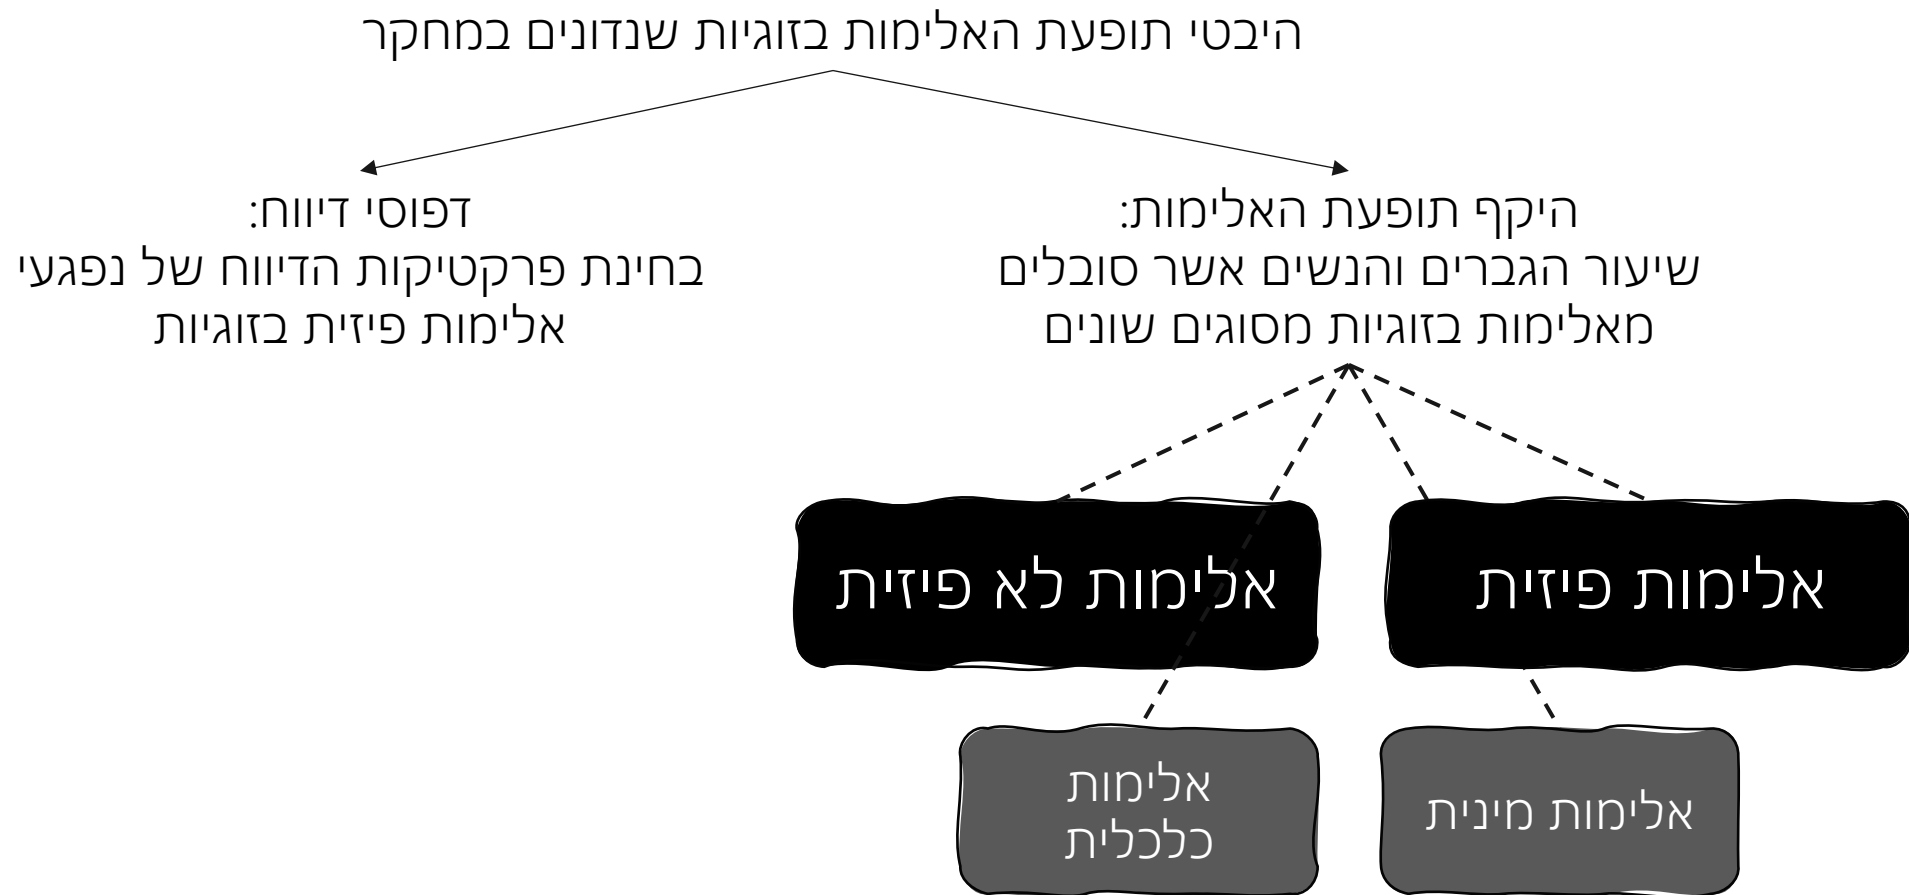 היבטי תופעת האלימות בזוגיות שנדונים במחקר
היקף תופעת האלימות:
שיעור הגברים והנשים אשר סובלים
מאלימות בזוגיות מסוגים שונים
דפוסי דיווח:
בחינת פרקטיקות הדיווח של נפגעי
אלימות פיזית בזוגיות
אלימות פיזית
אלימות לא פיזית
אלימות מינית
אלימות
כלכלית